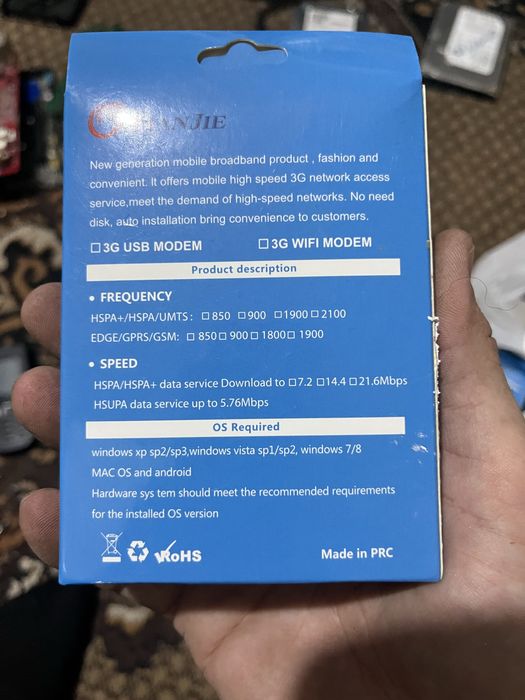 ANJIE
New generation mobile broadband product , fashion and
convenient. It offers mobile high speed 3G network access
service,meet the demand of high-speed networks. No need
disk, auto installation bring convenience to customers.
☐ 3G USB MODEM ☐ 3G WIFI MODEM
Product description
• FREQUENCY
HSPA+/HSPA/UMTS: ☐ 850 ☐ 900 ☐ 1900 ☐ 2100
EDGE/GPRS/GSM: ☐ 850 ☐ 900 ☐ 1800 ☐ 1900
• SPEED
HSPA/HSPA+ data service Download to ☐ 7.2 ☐ 14.4 ☐ 21.6Mbps
HSUPA data service up to 5.76Mbps
OS Required
windows xp sp2/sp3,windows vista sp1/sp2, windows 7/8
MAC OS and android
Hardware sys tem should meet the recommended requirements
for the installed OS version
RoHS Made in PRC